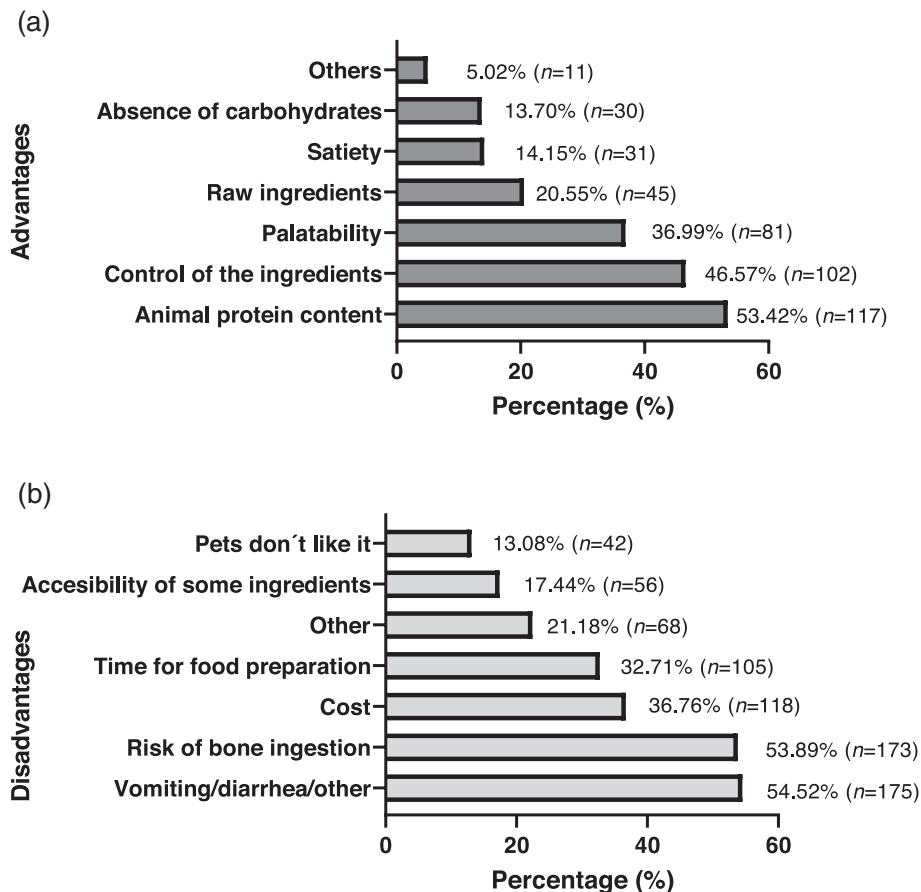 (a)
Advantages
Others 5.02% (n=11)
Absence of carbohydrates 13.70% (n=30)
Satiety 14.15% (n=31)
Raw ingredients 20.55% (n=45)
Palatability 36.99% (n=81)
Control of the ingredients 46.57% (n=102)
Animal protein content 53.42% (n=117)
0 20 40 60
Percentage (%)
(b)
Disadvantages
Pets don´t like it 13.08% (n=42)
Accesibility of some ingredients 17.44% (n=56)
Other 21.18% (n=68)
Time for food preparation 32.71% (n=105)
Cost 36.76% (n=118)
Risk of bone ingestion 53.89% (n=173)
Vomiting/diarrhea/other 54.52% (n=175)
0 20 40 60
Percentage (%)